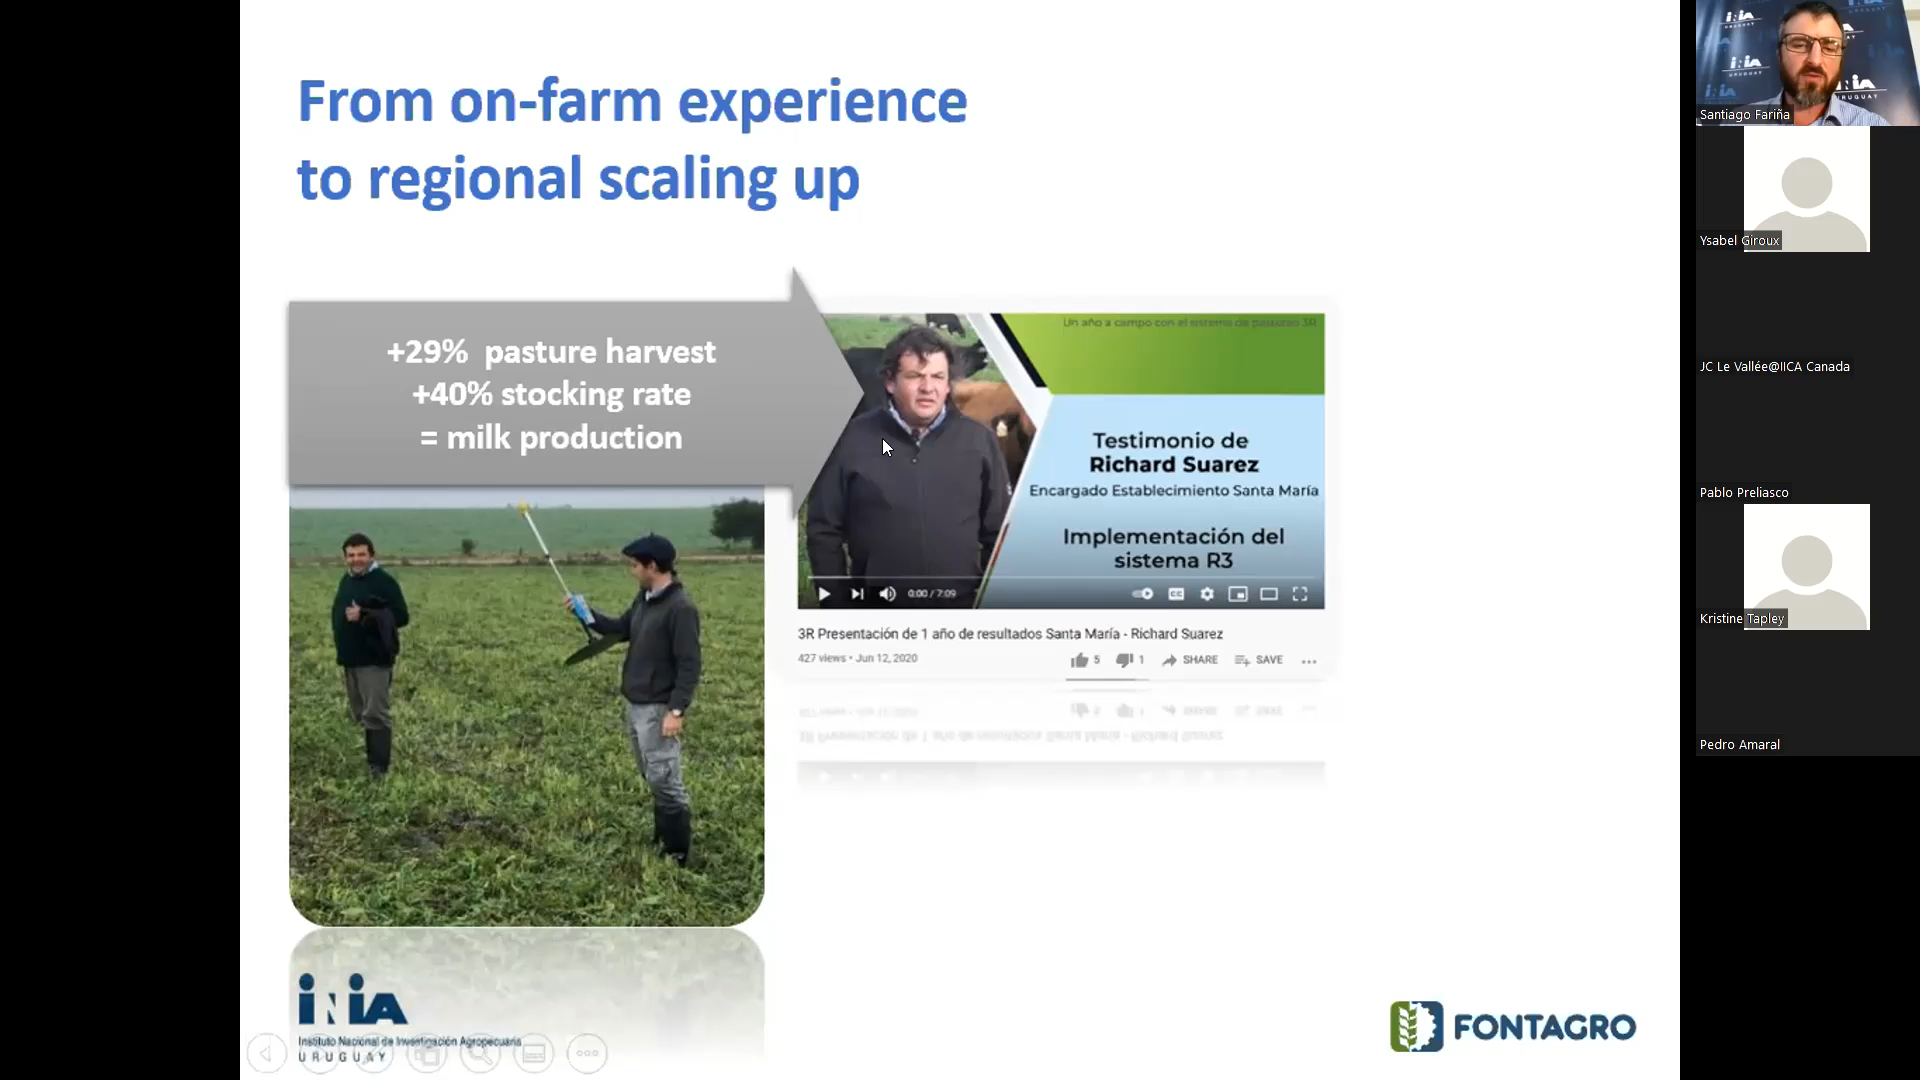 From on-farm experience
to regional scaling up
+29% pasture harvest
+40% stocking rate
= milk production
Un año a campo con el sistema de pastoreo 3R
Testimonio de
Richard Suarez
Encargado Establecimiento Santa María
Implementación del
sistema R3
0:00 / 7:09
CC
3R Presentación de 1 año de resultados Santa María - Richard Suarez
427 views • Jun 12, 2020
5
1
SHARE
SAVE
INIA
Instituto Nacional de Investigación Agropecuaria
URUGUAY
FONTAGRO
INIA
URUGUAY
Santiago Fariña
Ysabel Giroux
JC Le Vallée@IICA Canada
Pablo Preliasco
Kristine Tapley
Pedro Amaral